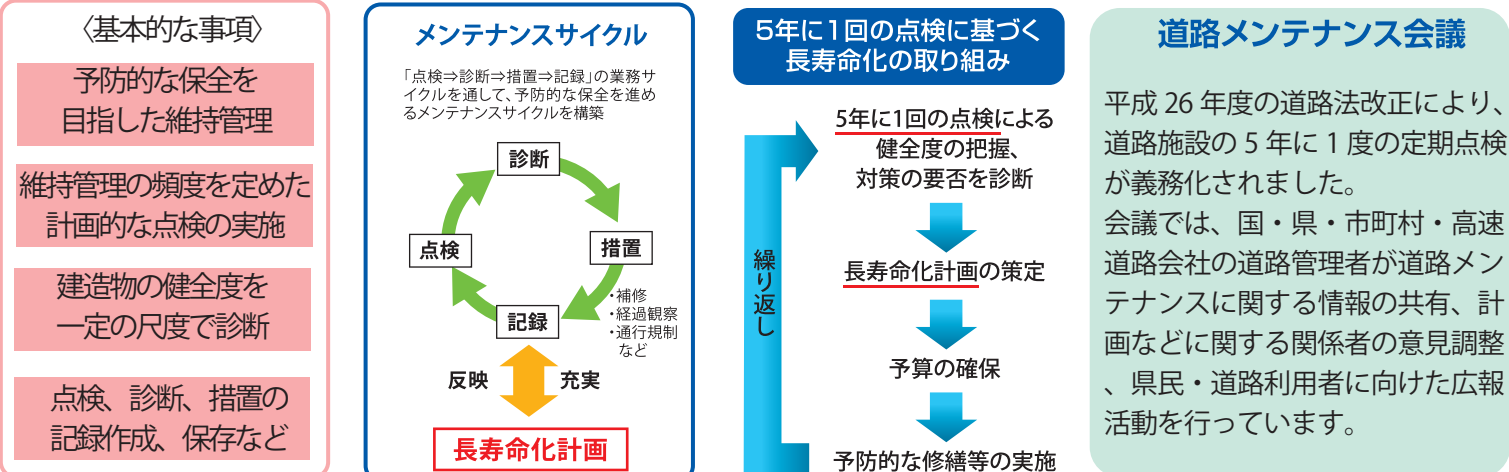 〈基本的な事項〉
予防的な保全を
目指した維持管理
維持管理の頻度を定めた
計画的な点検の実施
建造物の健全度を
一定の尺度で診断
点検、診断、措置の
記録作成、保存など
メンテナンスサイクル
「点検⇒診断⇒措置⇒記録」の業務サ
イクルを通して、予防的な保全を進め
るメンテナンスサイクルを構築
診断
点検
措置
・補修
・経過観察
・通行規制
など
記録
反映
充実
長寿命化計画
5年に1回の点検に基づく
長寿命化の取り組み
5年に1回の点検による
健全度の把握、
対策の要否を診断
長寿命化計画の策定
予算の確保
予防的な修繕等の実施
繰り返し
道路メンテナンス会議
平成 26 年度の道路法改正により、
道路施設の 5 年に 1 度の定期点検
が義務化されました。
会議では、国・県・市町村・高速
道路会社の道路管理者が道路メン
テナンスに関する情報の共有、計
画などに関する関係者の意見調整
、県民・道路利用者に向けた広報
活動を行っています。